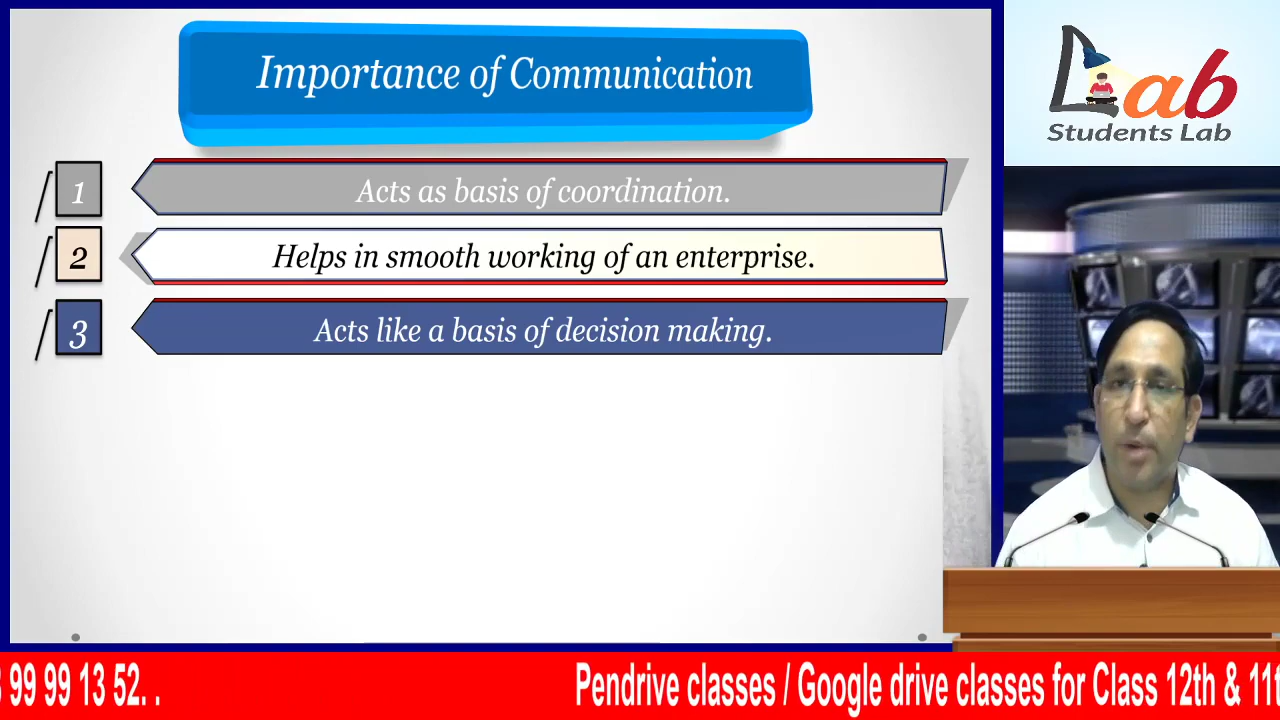 Importance of Communication
Lab
Students Lab
1
Acts as basis of coordination.
2
Helps in smooth working of an enterprise.
3
Acts like a basis of decision making.
99 99 13 52. .
Pendrive classes / Google drive classes for Class 12th &